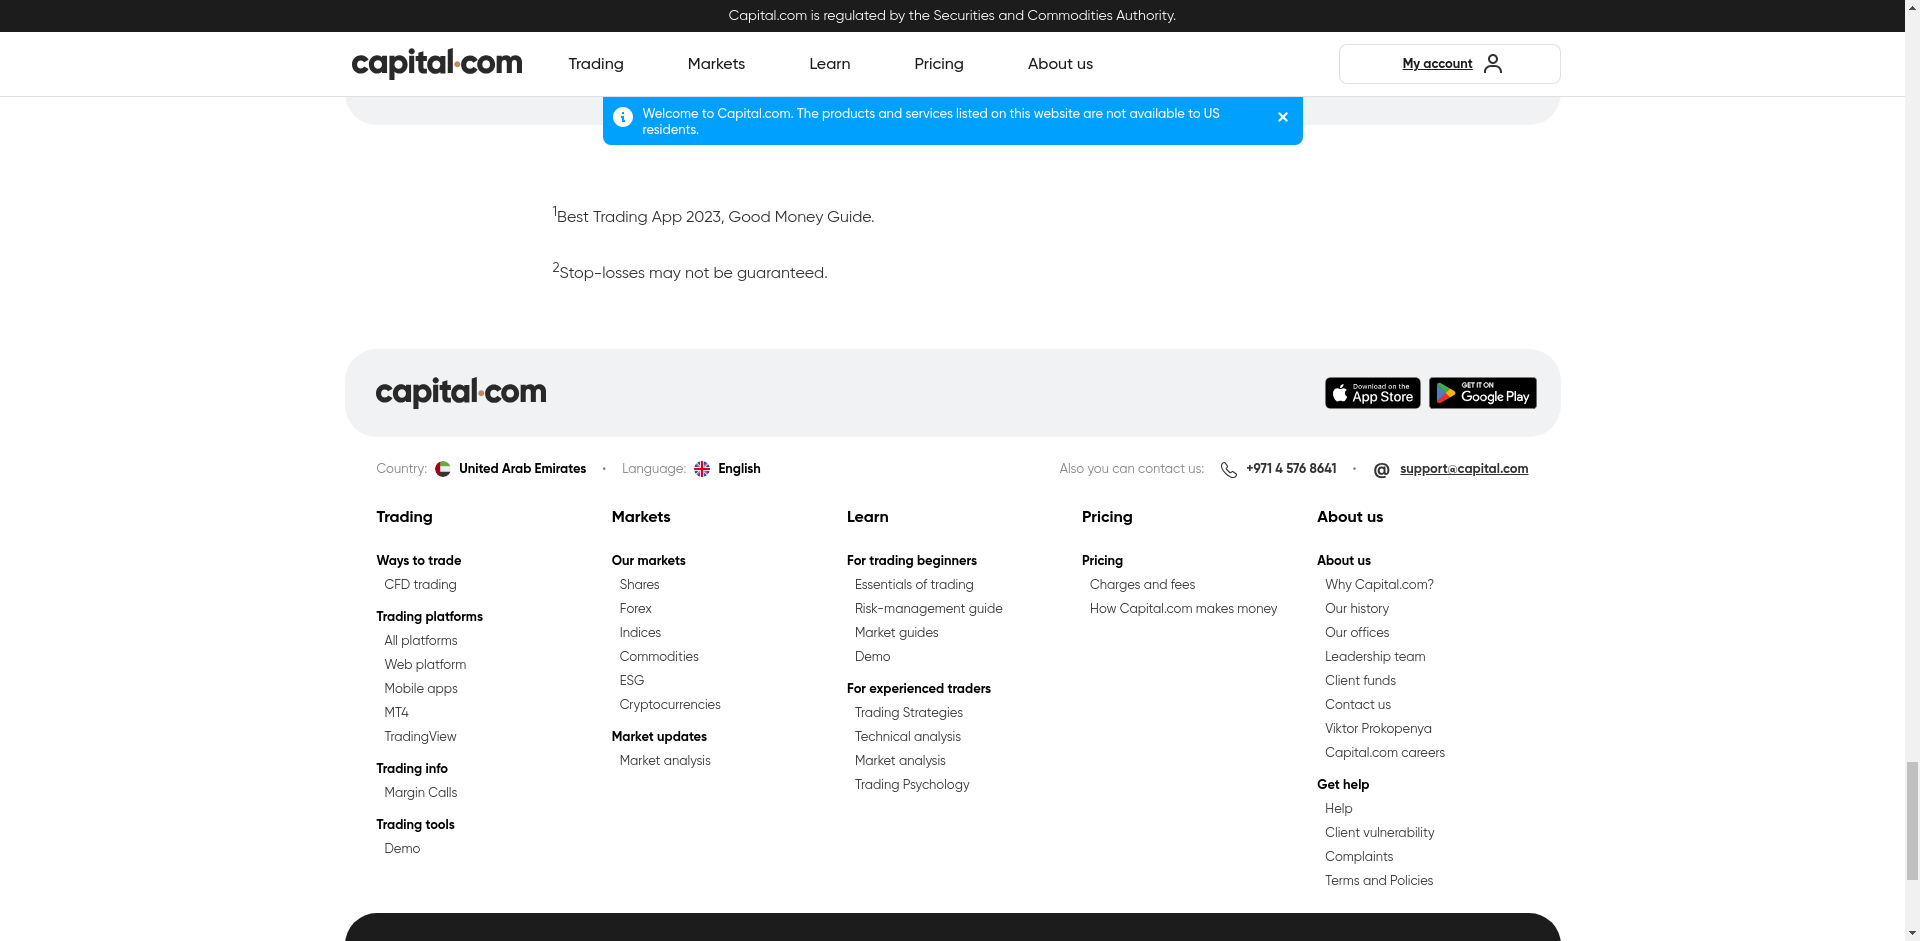 Capital.com is regulated by the Securities and Commodities Authority.
capital.com
Trading
Markets
Learn
Pricing
About us
My account
Welcome to Capital.com. The products and services listed on this website are not available to US
residents.
1Best Trading App 2023, Good Money Guide.
2Stop-losses may not be guaranteed.
capital.com
Download on the
App Store
GET IT ON
Google Play
Country: United Arab Emirates • Language: English
Also you can contact us: +971 4 576 8641 • @ support@capital.com
Trading
Ways to trade
CFD trading
Trading platforms
All platforms
Web platform
Mobile apps
MT4
TradingView
Trading info
Margin Calls
Trading tools
Demo
Markets
Our markets
Shares
Forex
Indices
Commodities
ESG
Cryptocurrencies
Market updates
Market analysis
Learn
For trading beginners
Essentials of trading
Risk-management guide
Market guides
Demo
For experienced traders
Trading Strategies
Technical analysis
Market analysis
Trading Psychology
Pricing
Pricing
Charges and fees
How Capital.com makes money
About us
About us
Why Capital.com?
Our history
Our offices
Leadership team
Client funds
Contact us
Viktor Prokopenya
Capital.com careers
Get help
Help
Client vulnerability
Complaints
Terms and Policies